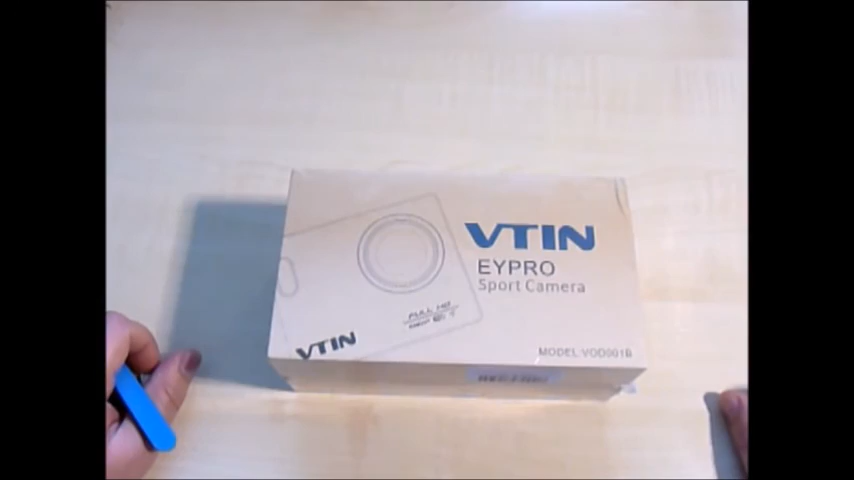 VTIN
EYPRO
Sport Camera
FULL HD
VTIN
MODEL:VOD001B